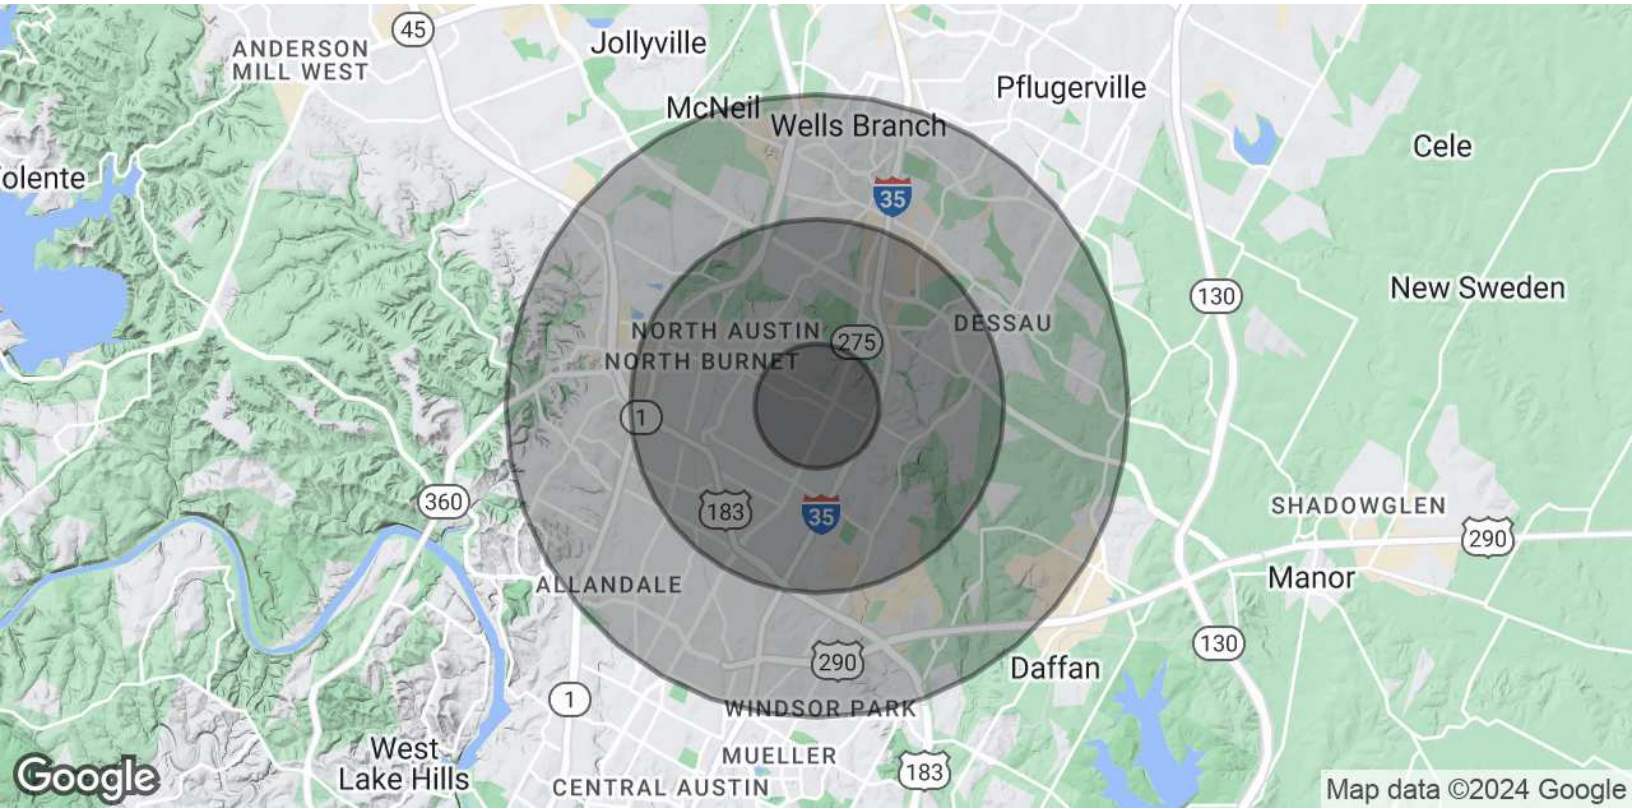 45
Jollyville
ANDERSON
MILL WEST
Pflugerville
McNeil
Wells Branch
Cele
olente
35
New Sweden
130
DESSAU
NORTH AUSTIN
275
NORTH BURNET
1
360
183
35
SHADOWGLEN
290
Manor
ALLANDALE
130
290
Daffan
1
WINDSOR PARK
West
Lake Hills
MUELLER
183
CENTRAL AUSTIN
Google
Map data ©2024 Google